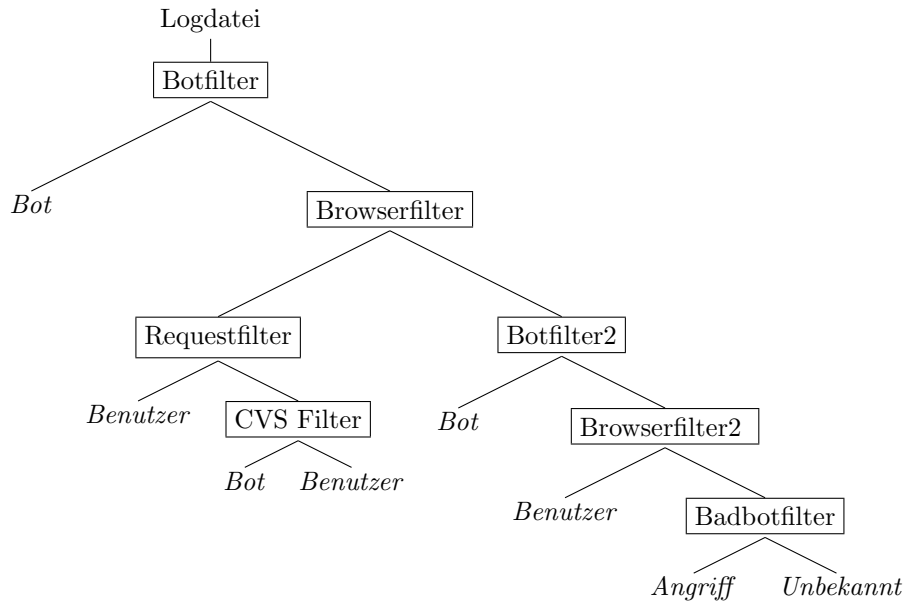 Logdatei
Botfilter
Bot
Browserfilter
Requestfilter
Botfilter2
Benutzer
CVS Filter
Bot
Browserfilter2
Bot
Benutzer
Benutzer
Badbotfilter
Angriff
Unbekannt